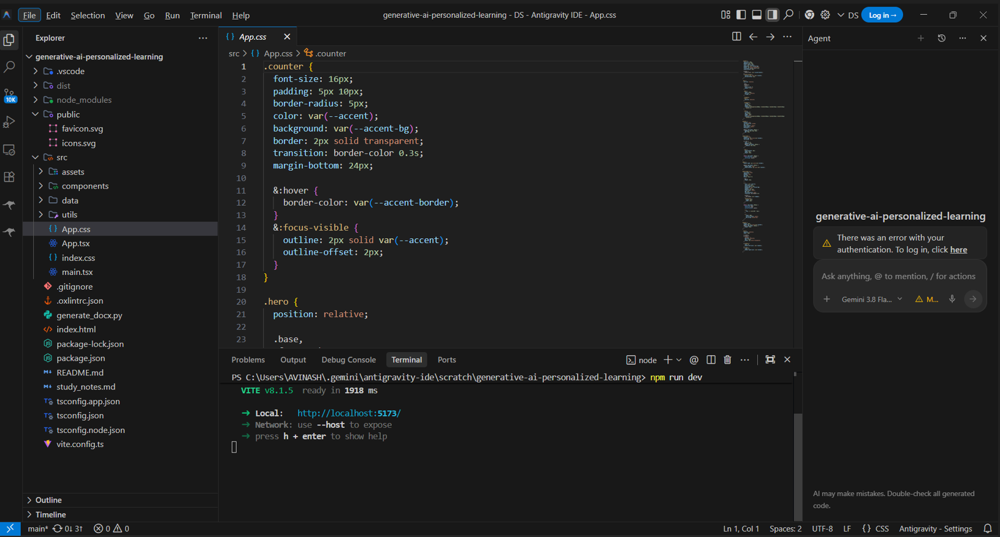 File Edit Selection View Go Run Terminal Help
generative-ai-personalized-learning - DS - Antigravity IDE - App.css
DS Log in →
Explorer
generative-ai-personalized-learning
.vscode
dist
node_modules
public
favicon.svg
icons.svg
src
assets
components
data
utils
App.css
App.tsx
index.css
main.tsx
.gitignore
.oxlintrc.json
generate_docx.py
index.html
package-lock.json
package.json
README.md
study_notes.md
tsconfig.app.json
tsconfig.json
tsconfig.node.json
vite.config.ts
Outline
Timeline
10K
{ } App.css
src > { } App.css > .counter
1 .counter {
2 font-size: 16px;
3 padding: 5px 10px;
4 border-radius: 5px;
5 color: var(--accent);
6 background: var(--accent-bg);
7 border: 2px solid transparent;
8 transition: border-color 0.3s;
9 margin-bottom: 24px;
10
11 &:hover {
12 border-color: var(--accent-border);
13 }
14 &:focus-visible {
15 outline: 2px solid var(--accent);
16 outline-offset: 2px;
17 }
18 }
19
20 .hero {
21 position: relative;
22
23 .base,
Problems Output Debug Console Terminal Ports
node
PS C:\Users\AVINASH\.gemini\antigravity-ide\scratch\generative-ai-personalized-learning> npm run dev
VITE v8.1.5 ready in 1918 ms
➜ Local: http://localhost:5173/
➜ Network: use --host to expose
➜ press h + enter to show help
Agent
generative-ai-personalized-learning
There was an error with your
authentication. To log in, click here
Ask anything, @ to mention, / for actions
Gemini 3.8 Fla... M...
AI may make mistakes. Double-check all generated
code.
main* 0↓ 3↑ 0 0
Ln 1, Col 1 Spaces: 2 UTF-8 LF { } CSS Antigravity - Settings